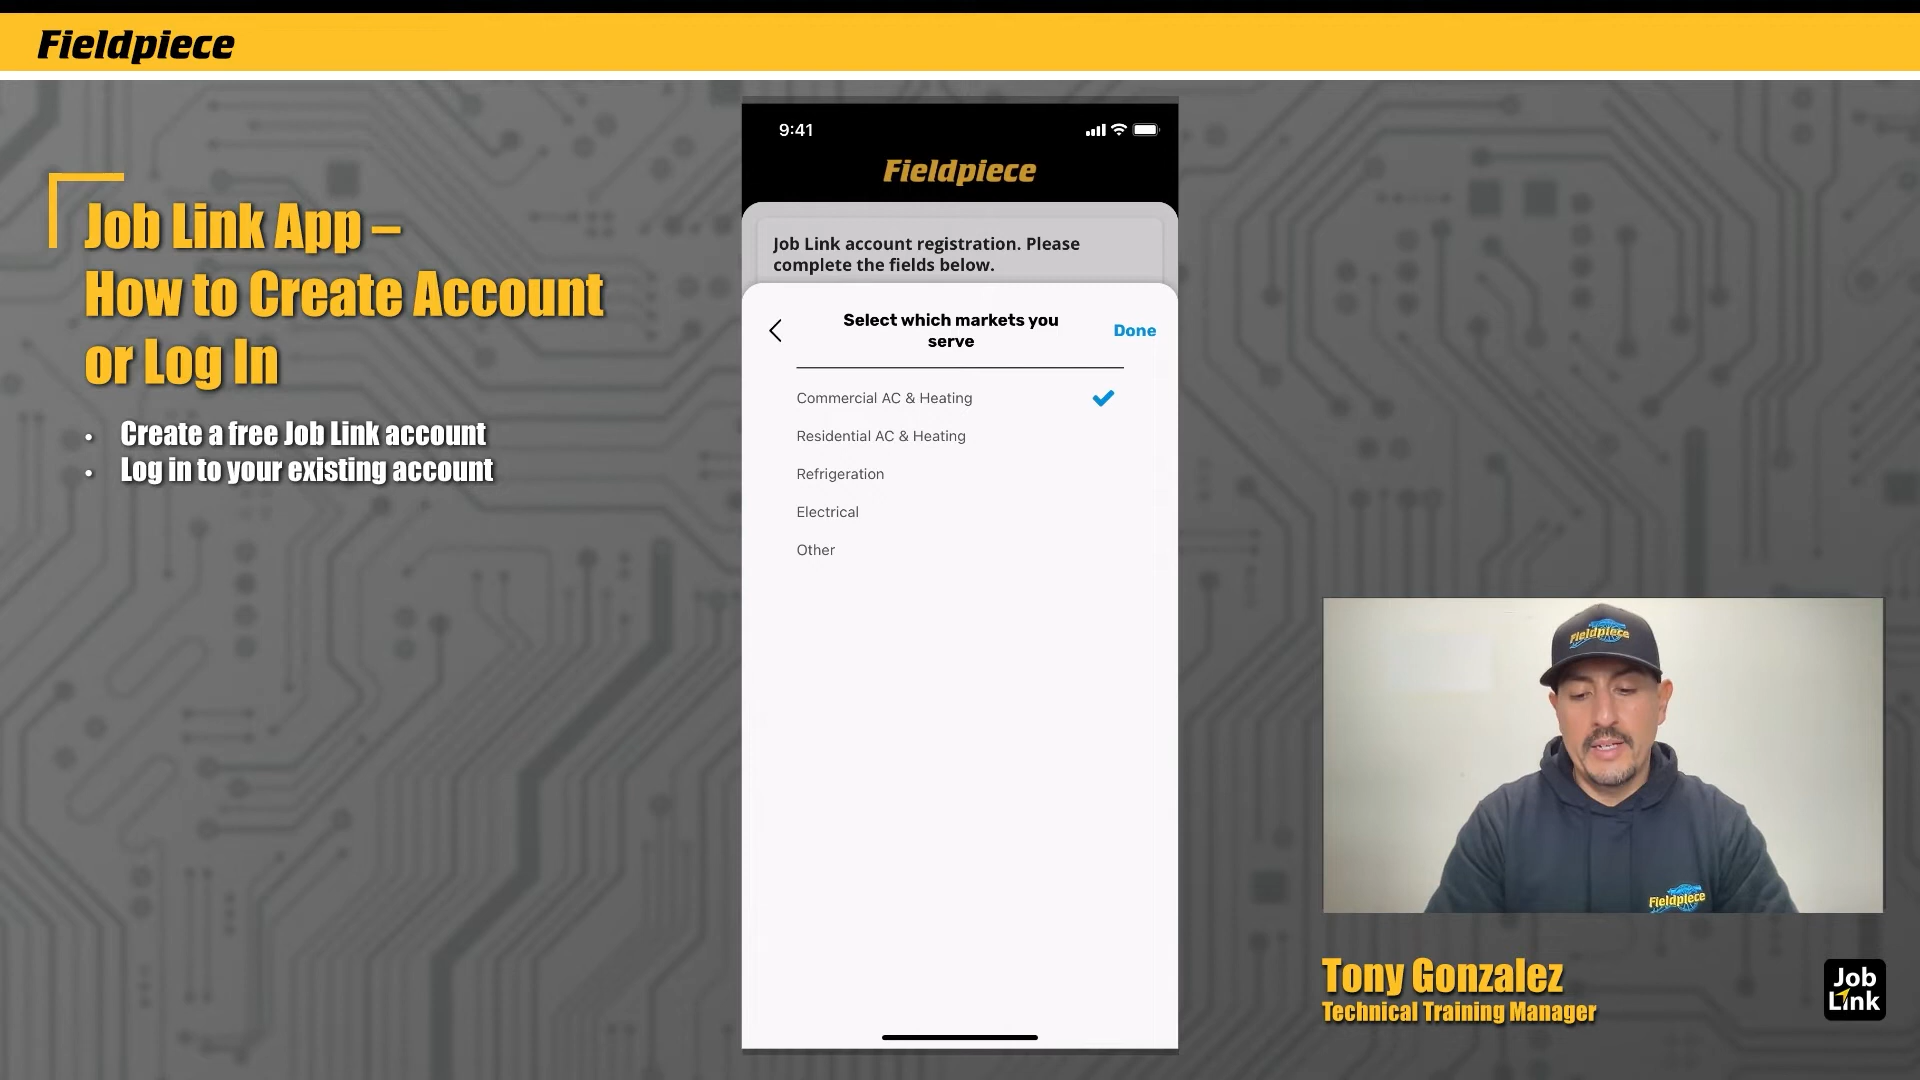 Fieldpiece
Job Link App –
How to Create Account
or Log In
• Create a free Job Link account
• Log in to your existing account
9:41
Fieldpiece
Job Link account registration. Please
complete the fields below.
Select which markets you
serve
Done
Commercial AC & Heating
Residential AC & Heating
Refrigeration
Electrical
Other
Fieldpiece
Fieldpiece
Tony Gonzalez
Technical Training Manager
Job
Link